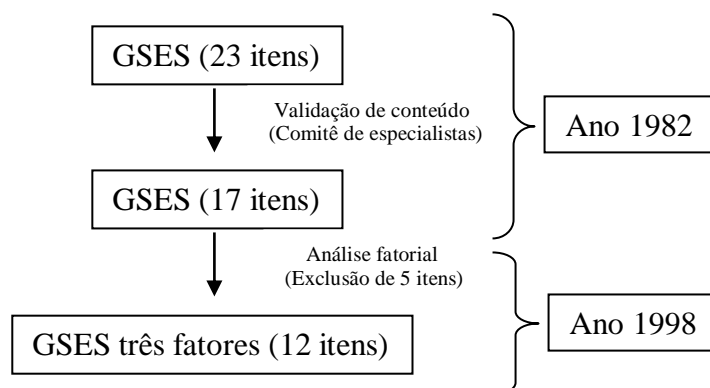 GSES (23 itens)
Validação de conteúdo
(Comitê de especialistas)
Ano 1982
GSES (17 itens)
Análise fatorial
(Exclusão de 5 itens)
Ano 1998
GSES três fatores (12 itens)